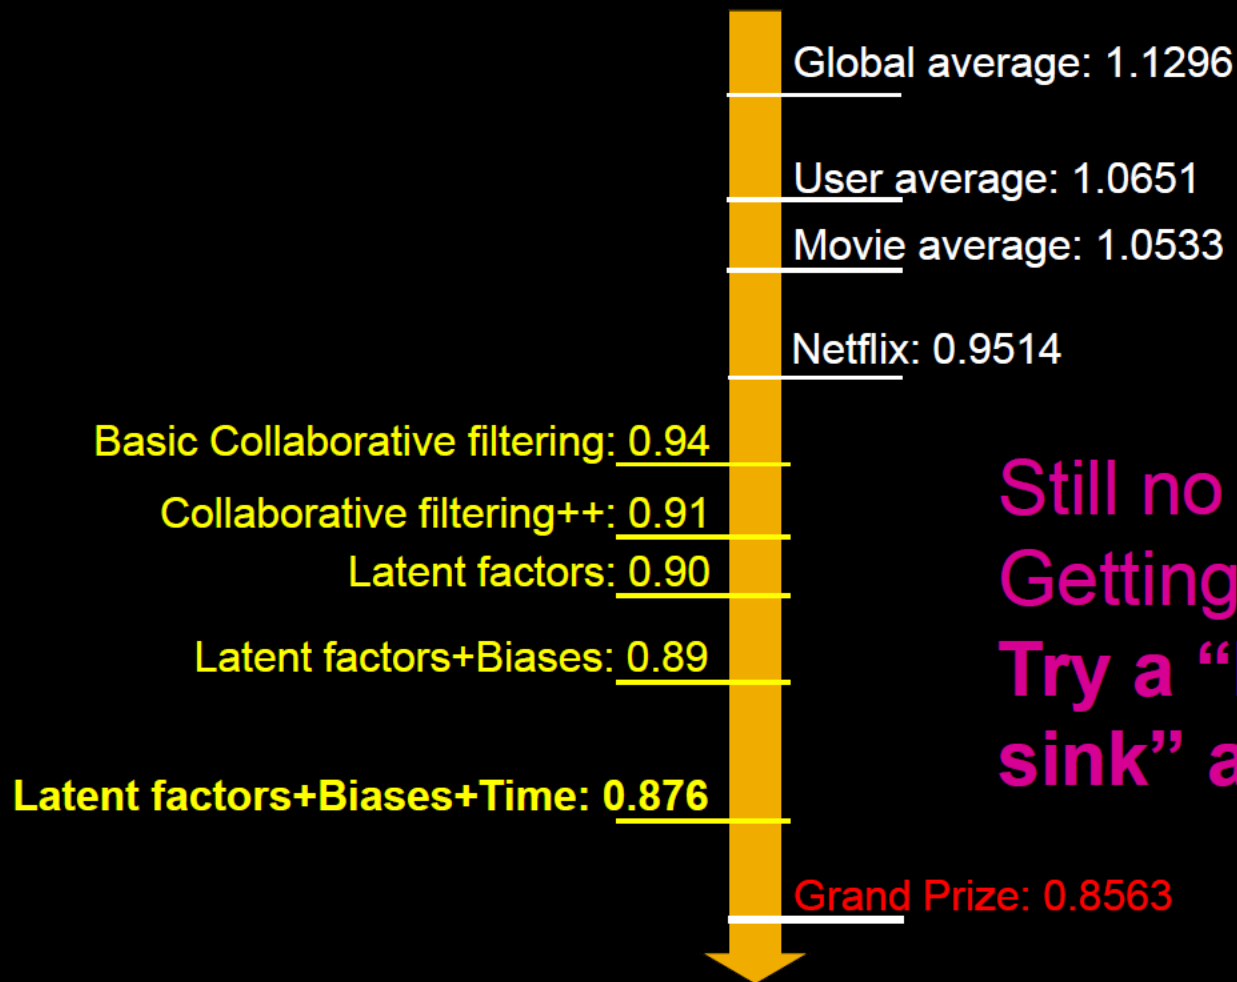 Global average: 1.1296
User average: 1.0651
Movie average: 1.0533
Netflix: 0.9514
Basic Collaborative filtering: 0.94
Collaborative filtering++: 0.91
Latent factors: 0.90
Latent factors+Biases: 0.89
Latent factors+Biases+Time: 0.876
Grand Prize: 0.8563
Still no
Getting
Try a “
sink”